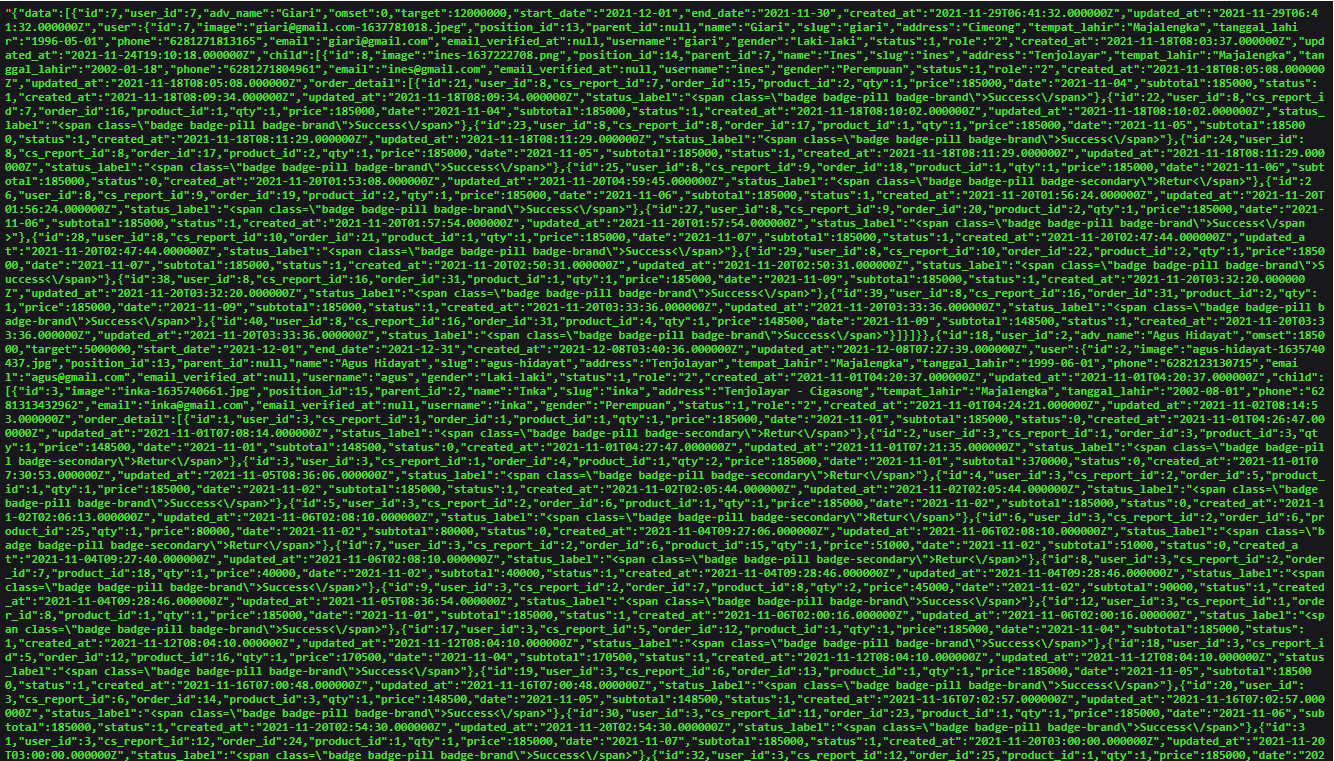 "{"data":[{"id":7,"user_id":7,"adv_name":"Giari","omset":0,"target":12000000,"start_date":"2021-12-01","end_date":"2021-11-30","created_at":"2021-11-29T06:41:32.000000Z","updated_at":"2021-11-29T06:4
1:32.000000Z","user":{"id":7,"image":"giari@gmail.com-1637781018.jpeg","position_id":13,"parent_id":null,"name":"Giari","slug":"giari","address":"Cimeong","tempat_lahir":"Majalengka","tanggal_lahi
r":"1996-05-01","phone":"6281271813165","email":"giari@gmail.com","email_verified_at":null,"username":"giari","gender":"Laki-laki","status":1,"role":"2","created_at":"2021-11-18T08:03:37.000000Z","u
pdated_at":"2021-11-24T19:10:18.000000Z","child":[{"id":8,"image":"ines-1637222708.png","position_id":14,"parent_id":7,"name":"Ines","slug":"ines","address":"Tenjolayar","tempat_lahir":"Majalengka","tan
ggal_lahir":"2002-01-18","phone":"6281271804961","email":"ines@gmail.com","email_verified_at":null,"username":"ines","gender":"Perempuan","status":1,"role":"2","created_at":"2021-11-18T08:05:08.000000
Z","updated_at":"2021-11-18T08:05:08.000000Z","order_detail":[{"id":21,"user_id":8,"cs_report_id":7,"order_id":15,"product_id":2,"qty":1,"price":185000,"date":"2021-11-04","subtotal":185000,"status":
1,"created_at":"2021-11-18T08:09:34.000000Z","updated_at":"2021-11-18T08:09:34.000000Z","status_label":"<span class=\"badge badge-pill badge-brand\">Success<\/span>"},{"id":22,"user_id":8,"cs_report_i
d":7,"order_id":16,"product_id":1,"qty":1,"price":185000,"date":"2021-11-04","subtotal":185000,"status":1,"created_at":"2021-11-18T08:10:02.000000Z","updated_at":"2021-11-18T08:10:02.000000Z","status_
label":"<span class=\"badge badge-pill badge-brand\">Success<\/span>"},{"id":23,"user_id":8,"cs_report_id":8,"order_id":17,"product_id":1,"qty":1,"price":185000,"date":"2021-11-05","subtotal":18500
0,"status":1,"created_at":"2021-11-18T08:11:29.000000Z","updated_at":"2021-11-18T08:11:29.000000Z","status_label":"<span class=\"badge badge-pill badge-brand\">Success<\/span>"},{"id":24,"user_id":
8,"cs_report_id":8,"order_id":17,"product_id":2,"qty":1,"price":185000,"date":"2021-11-05","subtotal":185000,"status":1,"created_at":"2021-11-18T08:11:29.000000Z","updated_at":"2021-11-18T08:11:29.000
000Z","status_label":"<span class=\"badge badge-pill badge-brand\">Success<\/span>"},{"id":25,"user_id":8,"cs_report_id":9,"order_id":18,"product_id":1,"qty":1,"price":185000,"date":"2021-11-06","subt
otal":185000,"status":0,"created_at":"2021-11-20T01:53:08.000000Z","updated_at":"2021-11-20T04:59:45.000000Z","status_label":"<span class=\"badge badge-pill badge-secondary\">Retur<\/span>"},{"id":2
6,"user_id":8,"cs_report_id":9,"order_id":19,"product_id":2,"qty":1,"price":185000,"date":"2021-11-06","subtotal":185000,"status":1,"created_at":"2021-11-20T01:56:24.000000Z","updated_at":"2021-11-20T
01:56:24.000000Z","status_label":"<span class=\"badge badge-pill badge-brand\">Success<\/span>"},{"id":27,"user_id":8,"cs_report_id":9,"order_id":20,"product_id":2,"qty":1,"price":185000,"date":"2021-
11-06","subtotal":185000,"status":1,"created_at":"2021-11-20T01:57:54.000000Z","updated_at":"2021-11-20T01:57:54.000000Z","status_label":"<span class=\"badge badge-pill badge-brand\">Success<\/span
>"},{"id":28,"user_id":8,"cs_report_id":10,"order_id":21,"product_id":1,"qty":1,"price":185000,"date":"2021-11-07","subtotal":185000,"status":1,"created_at":"2021-11-20T02:47:44.000000Z","updated_a
t":"2021-11-20T02:47:44.000000Z","status_label":"<span class=\"badge badge-pill badge-brand\">Success<\/span>"},{"id":29,"user_id":8,"cs_report_id":10,"order_id":22,"product_id":2,"qty":1,"price":1850
00,"date":"2021-11-07","subtotal":185000,"status":1,"created_at":"2021-11-20T02:50:31.000000Z","updated_at":"2021-11-20T02:50:31.000000Z","status_label":"<span class=\"badge badge-pill badge-brand\">S
uccess<\/span>"},{"id":38,"user_id":8,"cs_report_id":16,"order_id":31,"product_id":1,"qty":1,"price":185000,"date":"2021-11-09","subtotal":185000,"status":1,"created_at":"2021-11-20T03:32:20.000000
Z","updated_at":"2021-11-20T03:32:20.000000Z","status_label":"<span class=\"badge badge-pill badge-brand\">Success<\/span>"},{"id":39,"user_id":8,"cs_report_id":16,"order_id":31,"product_id":2,"qty":
1,"price":185000,"date":"2021-11-09","subtotal":185000,"status":1,"created_at":"2021-11-20T03:33:36.000000Z","updated_at":"2021-11-20T03:33:36.000000Z","status_label":"<span class=\"badge badge-pill b
adge-brand\">Success<\/span>"},{"id":40,"user_id":8,"cs_report_id":16,"order_id":31,"product_id":4,"qty":1,"price":148500,"date":"2021-11-09","subtotal":148500,"status":1,"created_at":"2021-11-20T03:3
3:36.000000Z","updated_at":"2021-11-20T03:33:36.000000Z","status_label":"<span class=\"badge badge-pill badge-brand\">Success<\/span>"}]}]}},{"id":18,"user_id":2,"adv_name":"Agus Hidayat","omset":1850
000,"target":5000000,"start_date":"2021-12-01","end_date":"2021-12-31","created_at":"2021-12-08T03:40:36.000000Z","updated_at":"2021-12-08T07:27:39.000000Z","user":{"id":2,"image":"agus-hidayat-1635740
437.jpg","position_id":13,"parent_id":null,"name":"Agus Hidayat","slug":"agus-hidayat","address":"Tenjolayar","tempat_lahir":"Majalengka","tanggal_lahir":"1999-06-01","phone":"6282123130715","email
":"agus@gmail.com","email_verified_at":null,"username":"agus","gender":"Laki-laki","status":1,"role":"2","created_at":"2021-11-01T04:20:37.000000Z","updated_at":"2021-11-01T04:20:37.000000Z","child":
[{"id":3,"image":"inka-1635740661.jpg","position_id":15,"parent_id":2,"name":"Inka","slug":"inka","address":"Tenjolayar - Cigasong","tempat_lahir":"Majalengka","tanggal_lahir":"2002-08-01","phone":"62
81313432962","email":"inka@gmail.com","email_verified_at":null,"username":"inka","gender":"Perempuan","status":1,"role":"2","created_at":"2021-11-01T04:24:21.000000Z","updated_at":"2021-11-02T08:14:5
3.000000Z","order_detail":[{"id":1,"user_id":3,"cs_report_id":1,"order_id":1,"product_id":1,"qty":1,"price":185000,"date":"2021-11-01","subtotal":185000,"status":0,"created_at":"2021-11-01T04:26:47.00
0000Z","updated_at":"2021-11-01T07:08:14.000000Z","status_label":"<span class=\"badge badge-pill badge-secondary\">Retur<\/span>"},{"id":2,"user_id":3,"cs_report_id":1,"order_id":3,"product_id":3,"q
ty":1,"price":148500,"date":"2021-11-01","subtotal":148500,"status":0,"created_at":"2021-11-01T04:27:47.000000Z","updated_at":"2021-11-01T07:21:35.000000Z","status_label":"<span class=\"badge badge-pil
l badge-secondary\">Retur<\/span>"},{"id":3,"user_id":3,"cs_report_id":1,"order_id":4,"product_id":1,"qty":2,"price":185000,"date":"2021-11-01","subtotal":370000,"status":0,"created_at":"2021-11-01T0
7:30:53.000000Z","updated_at":"2021-11-05T08:36:06.000000Z","status_label":"<span class=\"badge badge-pill badge-secondary\">Retur<\/span>"},{"id":4,"user_id":3,"cs_report_id":2,"order_id":5,"product_
id":1,"qty":1,"price":185000,"date":"2021-11-02","subtotal":185000,"status":1,"created_at":"2021-11-02T02:05:44.000000Z","updated_at":"2021-11-02T02:05:44.000000Z","status_label":"<span class=\"badge
badge-pill badge-brand\">Success<\/span>"},{"id":5,"user_id":3,"cs_report_id":2,"order_id":6,"product_id":1,"qty":1,"price":185000,"date":"2021-11-02","subtotal":185000,"status":0,"created_at":"2021-1
1-02T02:06:13.000000Z","updated_at":"2021-11-06T02:08:10.000000Z","status_label":"<span class=\"badge badge-pill badge-secondary\">Retur<\/span>"},{"id":6,"user_id":3,"cs_report_id":2,"order_id":6,"pr
oduct_id":25,"qty":1,"price":80000,"date":"2021-11-02","subtotal":80000,"status":0,"created_at":"2021-11-04T09:27:06.000000Z","updated_at":"2021-11-06T02:08:10.000000Z","status_label":"<span class=\"b
adge badge-pill badge-secondary\">Retur<\/span>"},{"id":7,"user_id":3,"cs_report_id":2,"order_id":6,"product_id":15,"qty":1,"price":51000,"date":"2021-11-02","subtotal":51000,"status":0,"created_a
t":"2021-11-04T09:27:40.000000Z","updated_at":"2021-11-06T02:08:10.000000Z","status_label":"<span class=\"badge badge-pill badge-secondary\">Retur<\/span>"},{"id":8,"user_id":3,"cs_report_id":2,"order
_id":7,"product_id":18,"qty":1,"price":40000,"date":"2021-11-02","subtotal":40000,"status":1,"created_at":"2021-11-04T09:28:46.000000Z","updated_at":"2021-11-04T09:28:46.000000Z","status_label":"<span
class=\"badge badge-pill badge-brand\">Success<\/span>"},{"id":9,"user_id":3,"cs_report_id":2,"order_id":7,"product_id":8,"qty":2,"price":45000,"date":"2021-11-02","subtotal":90000,"status":1,"created
_at":"2021-11-04T09:28:46.000000Z","updated_at":"2021-11-05T08:36:54.000000Z","status_label":"<span class=\"badge badge-pill badge-brand\">Success<\/span>"},{"id":12,"user_id":3,"cs_report_id":1,"orde
r_id":8,"product_id":1,"qty":1,"price":185000,"date":"2021-11-01","subtotal":185000,"status":1,"created_at":"2021-11-06T02:00:16.000000Z","updated_at":"2021-11-06T02:00:16.000000Z","status_label":"<sp
an class=\"badge badge-pill badge-brand\">Success<\/span>"},{"id":17,"user_id":3,"cs_report_id":5,"order_id":12,"product_id":1,"qty":1,"price":185000,"date":"2021-11-04","subtotal":185000,"status":
1,"created_at":"2021-11-12T08:04:10.000000Z","updated_at":"2021-11-12T08:04:10.000000Z","status_label":"<span class=\"badge badge-pill badge-brand\">Success<\/span>"},{"id":18,"user_id":3,"cs_report_i
d":5,"order_id":12,"product_id":16,"qty":1,"price":170500,"date":"2021-11-04","subtotal":170500,"status":1,"created_at":"2021-11-12T08:04:10.000000Z","updated_at":"2021-11-12T08:04:10.000000Z","status
_label":"<span class=\"badge badge-pill badge-brand\">Success<\/span>"},{"id":19,"user_id":3,"cs_report_id":6,"order_id":13,"product_id":1,"qty":1,"price":185000,"date":"2021-11-05","subtotal":18500
0,"status":1,"created_at":"2021-11-16T07:00:48.000000Z","updated_at":"2021-11-16T07:00:48.000000Z","status_label":"<span class=\"badge badge-pill badge-brand\">Success<\/span>"},{"id":20,"user_id":
3,"cs_report_id":6,"order_id":14,"product_id":3,"qty":1,"price":148500,"date":"2021-11-05","subtotal":148500,"status":1,"created_at":"2021-11-16T07:02:57.000000Z","updated_at":"2021-11-16T07:02:57.000
000Z","status_label":"<span class=\"badge badge-pill badge-brand\">Success<\/span>"},{"id":30,"user_id":3,"cs_report_id":11,"order_id":23,"product_id":1,"qty":1,"price":185000,"date":"2021-11-06","sub
total":185000,"status":1,"created_at":"2021-11-20T02:54:30.000000Z","updated_at":"2021-11-20T02:54:30.000000Z","status_label":"<span class=\"badge badge-pill badge-brand\">Success<\/span>"},{"id":3
1,"user_id":3,"cs_report_id":12,"order_id":24,"product_id":1,"qty":1,"price":185000,"date":"2021-11-07","subtotal":185000,"status":1,"created_at":"2021-11-20T03:00:00.000000Z","updated_at":"2021-11-20
T03:00:00.000000Z","status_label":"<span class=\"badge badge-pill badge-brand\">Success<\/span>"},{"id":32,"user_id":3,"cs_report_id":12,"order_id":25,"product_id":1,"qty":1,"price":185000,"date":"202